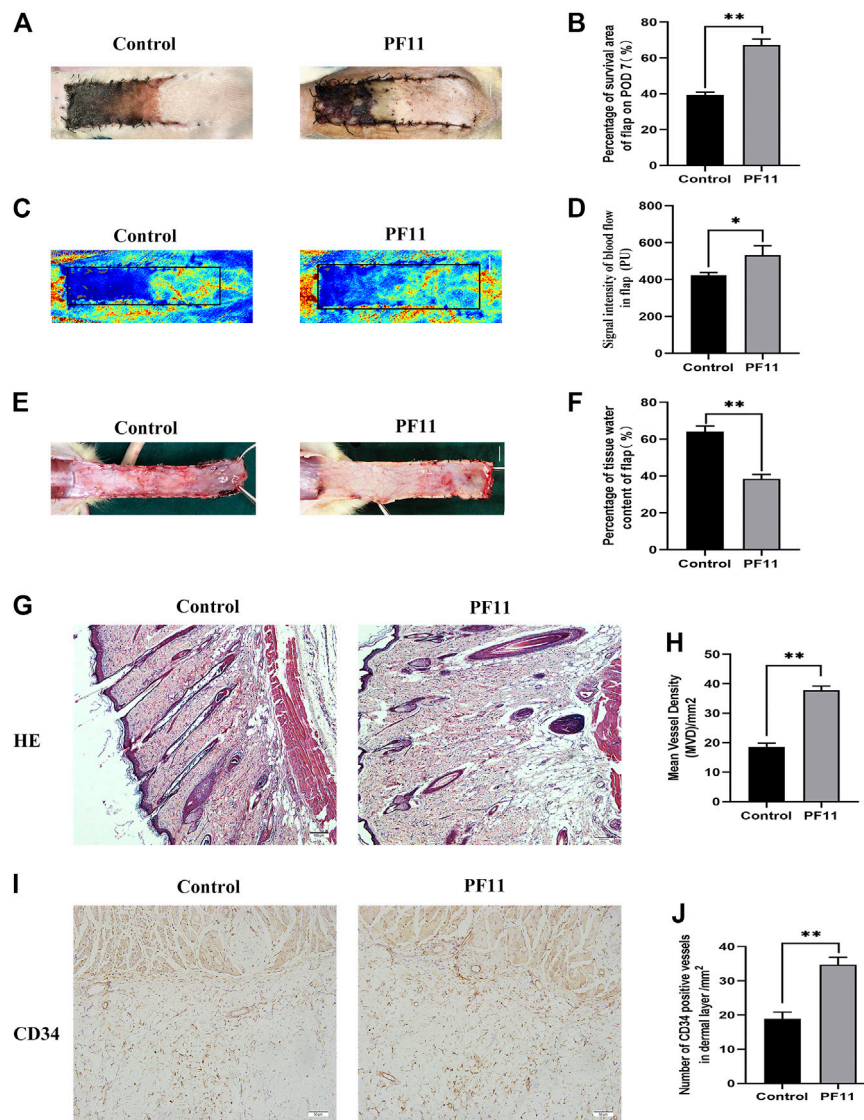 A
Control
PF11
B
Percentage of survival area
of flap on POD 7(%)
80
60
40
20
0
**
Control PF11
C
Control
PF11
D
Signal intensity of blood flow
in flap (PU)
800
600
400
200
0
*
Control PF11
E
Control
PF11
F
Percentage of tissue water
content of flap(%)
80
60
40
20
0
**
Control PF11
G
Control
PF11
HE
H
Mean Vessel Density
(MVD)/mm2
50
40
30
20
10
0
**
Control PF11
I
Control
PF11
CD34
J
Number of CD34 positive vessels
in dermal layer /mm²
40
30
20
10
0
**
Control PF11